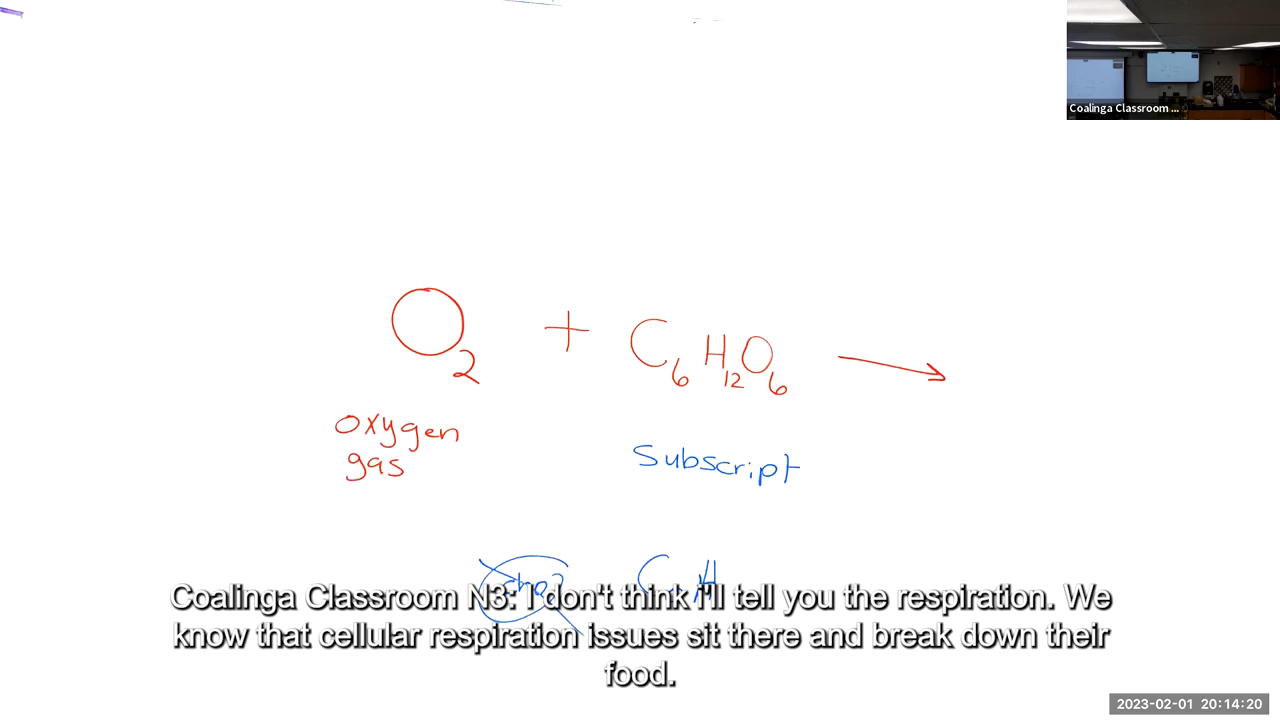 Coalinga Classroom ...
O2 + C6H12O6 →
oxygen
gas
Subscript
C H
Coalinga Classroom N3: I don't think i'll tell you the respiration. We
know that cellular respiration issues sit there and break down their
food.
2023-02-01 20:14:20